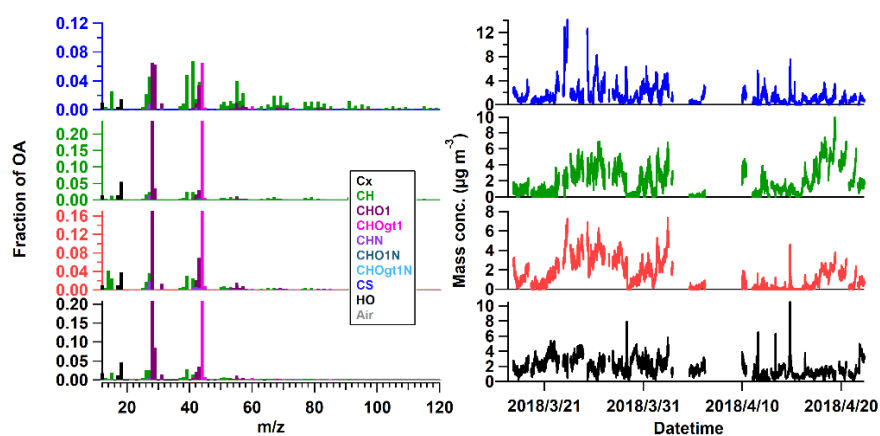 Fraction of OA
0.12
0.08
0.04
0.00
0.20
0.15
0.10
0.05
0.00
0.16
0.12
0.08
0.04
0.00
0.20
0.15
0.10
0.05
0.00
20 40 60 80 100 120
m/z
Cx
CH
CHO1
CHOgt1
CHN
CHO1N
CHOgt1N
CS
HO
Air
Mass conc. (µg m-3)
12
8
4
0
10
8
6
4
2
0
8
6
4
2
0
10
8
6
4
2
0
2018/3/21 2018/3/31 2018/4/10 2018/4/20
Datetime